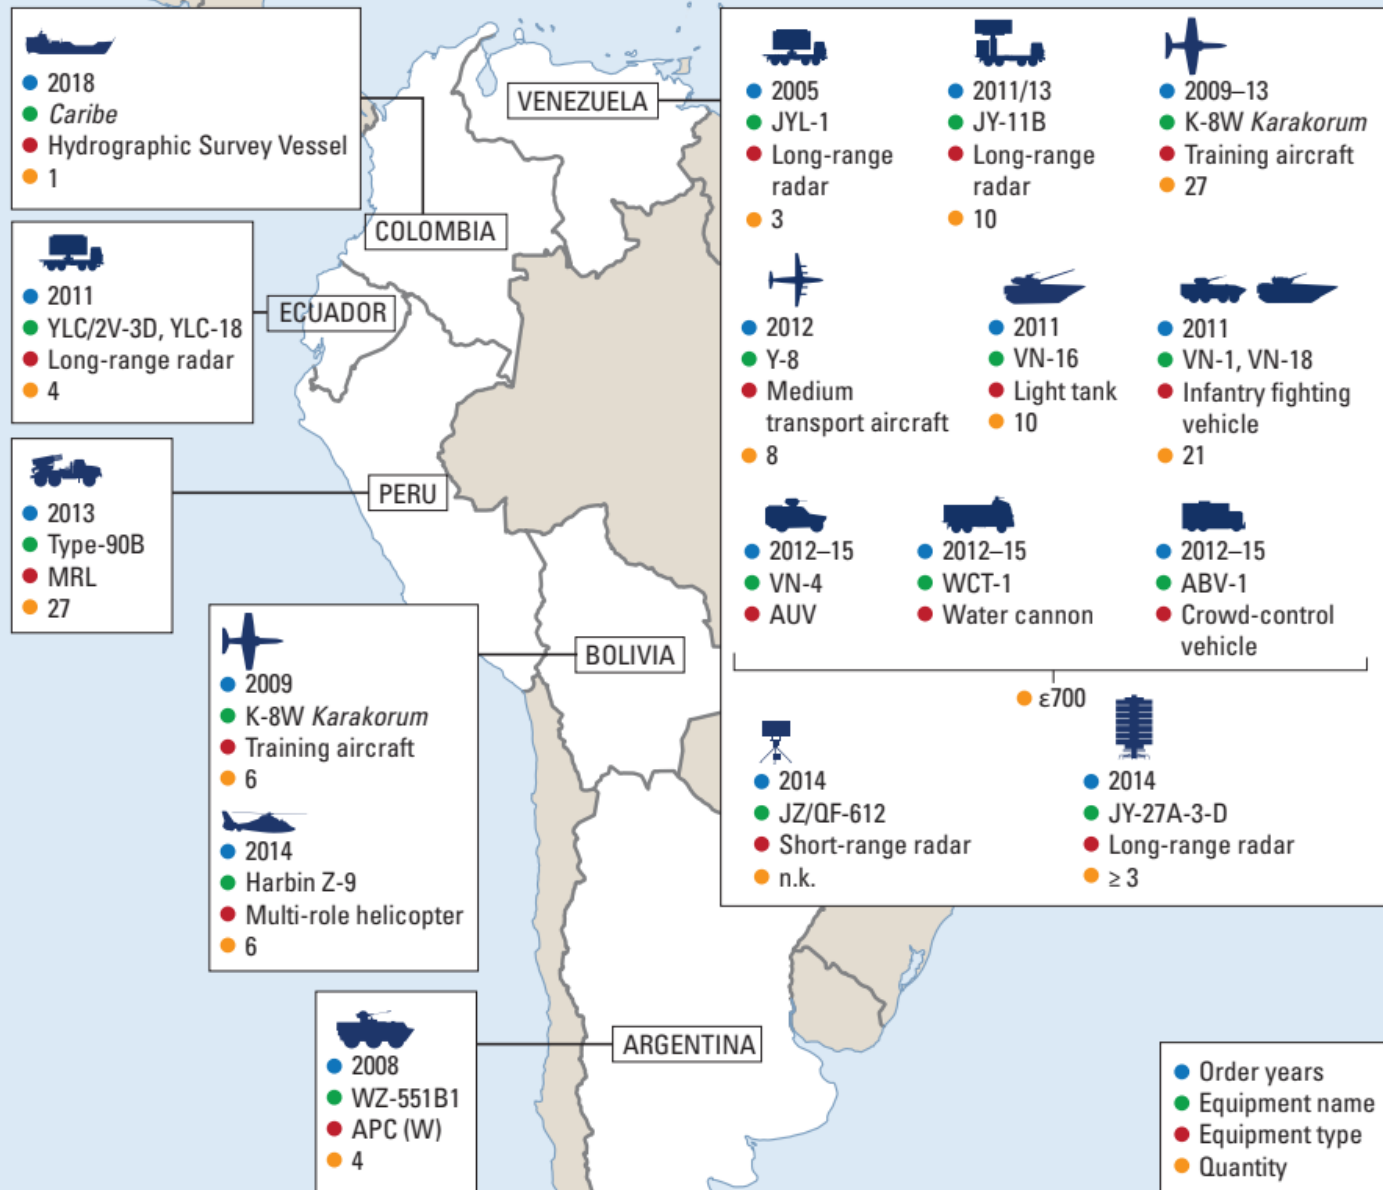 2018
Caribe
Hydrographic Survey Vessel
1
COLOMBIA
2011
YLC/2V-3D, YLC-18
Long-range radar
4
ECUADOR
2013
Type-90B
MRL
27
PERU
2009
K-8W Karakorum
Training aircraft
6
2014
Harbin Z-9
Multi-role helicopter
6
BOLIVIA
2008
WZ-551B1
APC (W)
4
ARGENTINA
VENEZUELA
2005
JYL-1
Long-range
radar
3
2011/13
JY-11B
Long-range
radar
10
2009–13
K-8W Karakorum
Training aircraft
27
2012
Y-8
Medium
transport aircraft
8
2011
VN-16
Light tank
10
2011
VN-1, VN-18
Infantry fighting
vehicle
21
2012–15
VN-4
AUV
2012–15
WCT-1
Water cannon
2012–15
ABV-1
Crowd-control
vehicle
ε700
2014
JZ/QF-612
Short-range radar
n.k.
2014
JY-27A-3-D
Long-range radar
≥ 3
Order years
Equipment name
Equipment type
Quantity